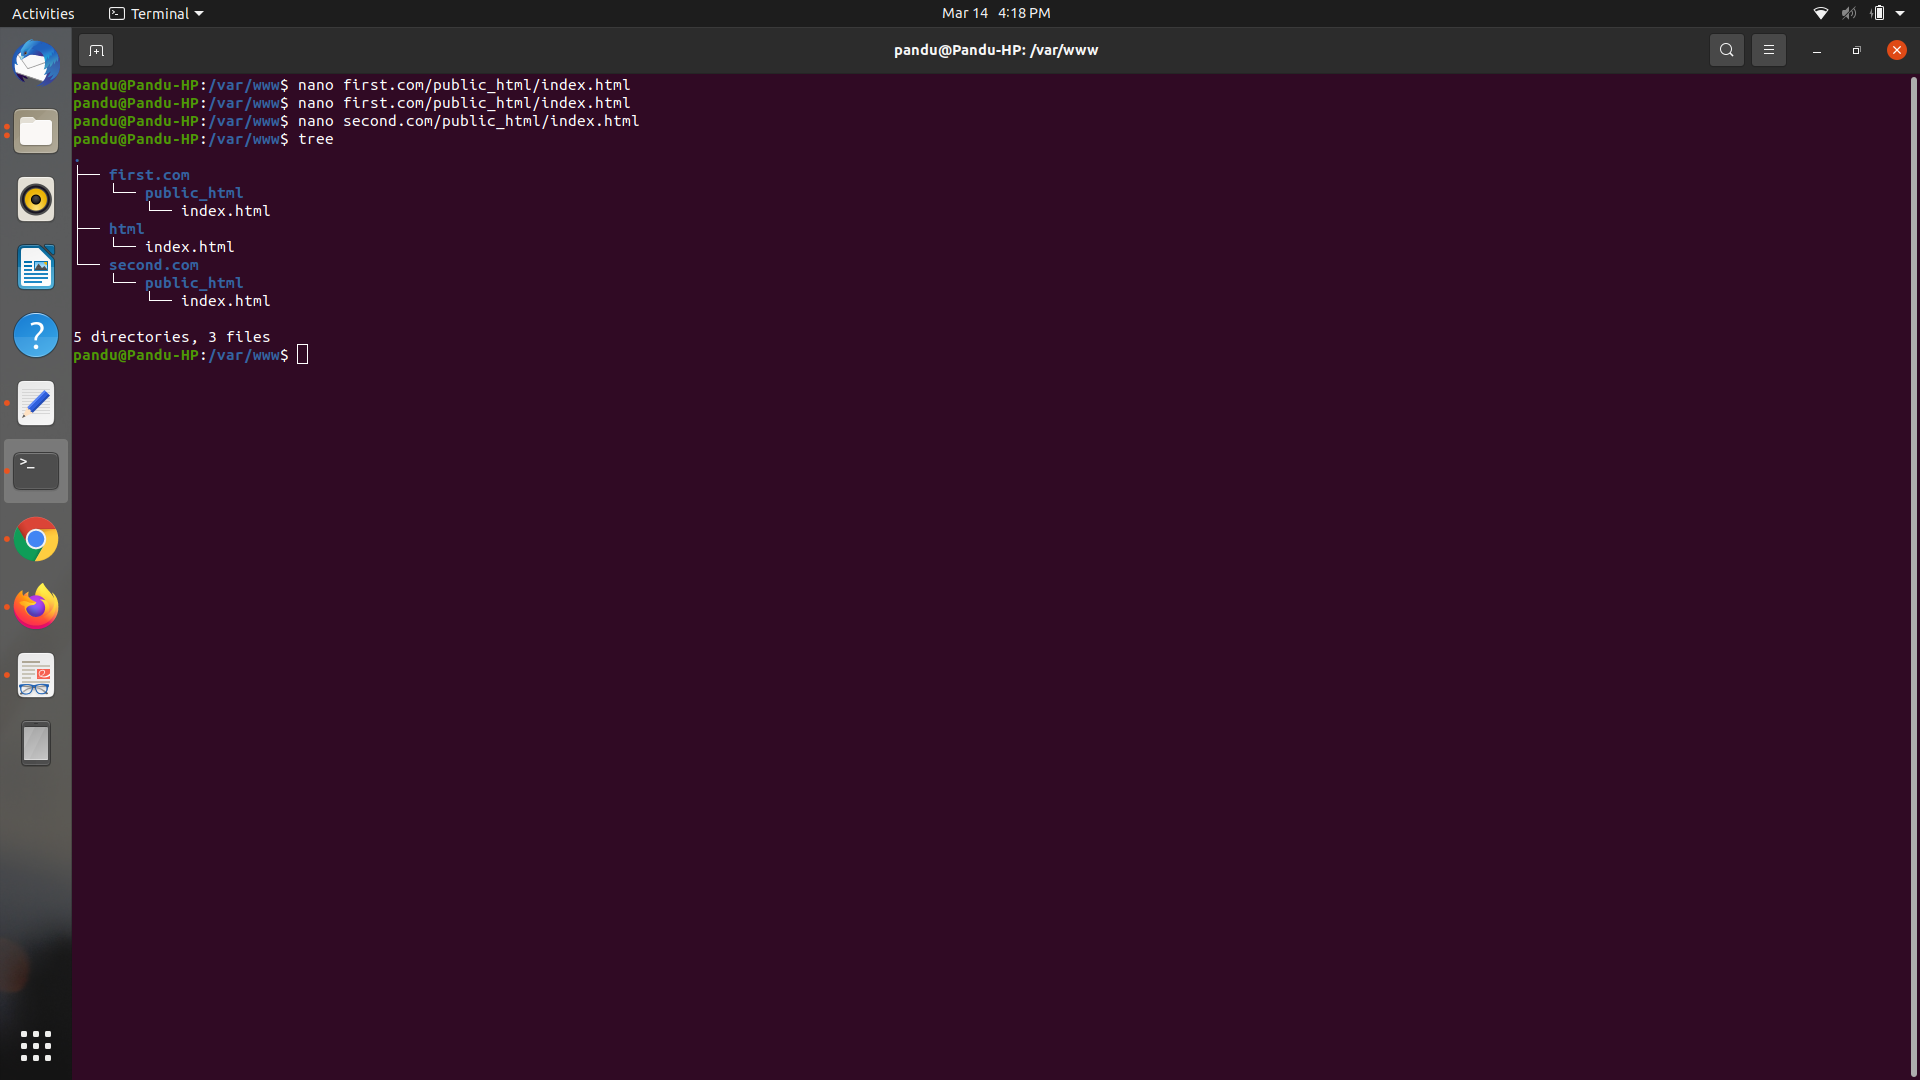 Activities Terminal Mar 14 4:18 PM
pandu@Pandu-HP: /var/www
pandu@Pandu-HP:/var/www$ nano first.com/public_html/index.html
pandu@Pandu-HP:/var/www$ nano first.com/public_html/index.html
pandu@Pandu-HP:/var/www$ nano second.com/public_html/index.html
pandu@Pandu-HP:/var/www$ tree
.
├── first.com
│   └── public_html
│       └── index.html
├── html
│   └── index.html
└── second.com
    └── public_html
        └── index.html
5 directories, 3 files
pandu@Pandu-HP:/var/www$